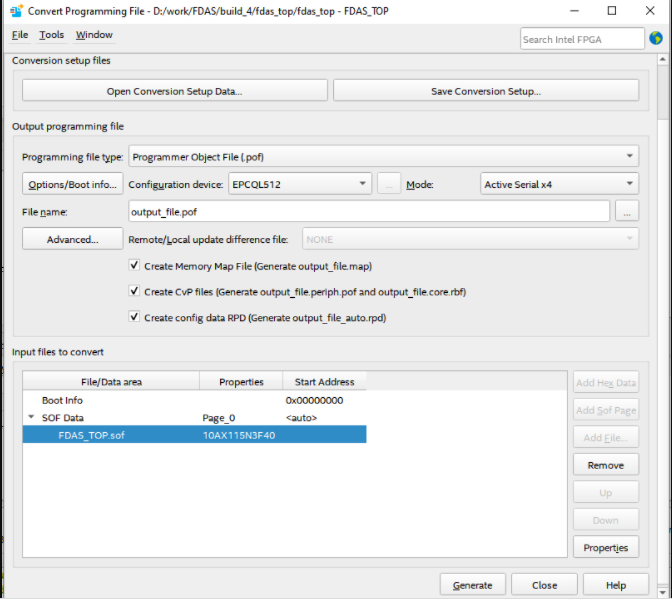 Convert Programming File - D:/work/FDAS/build_4/fdas_top/fdas_top - FDAS_TOP
File Tools Window Search Intel FPGA
Conversion setup files
Open Conversion Setup Data... Save Conversion Setup...
Output programming file
Programming file type: Programmer Object File (.pof)
Options/Boot info... Configuration device: EPCQL512 ... Mode: Active Serial x4
File name: output_file.pof ...
Advanced... Remote/Local update difference file: NONE
Create Memory Map File (Generate output_file.map)
Create CvP files (Generate output_file.periph.pof and output_file.core.rbf)
Create config data RPD (Generate output_file_auto.rpd)
Input files to convert
File/Data area Properties Start Address
Boot Info 0x00000000
SOF Data Page_0 <auto>
FDAS_TOP.sof 10AX115N3F40
Add Hex Data
Add Sof Page
Add File...
Remove
Up
Down
Properties
Generate Close Help